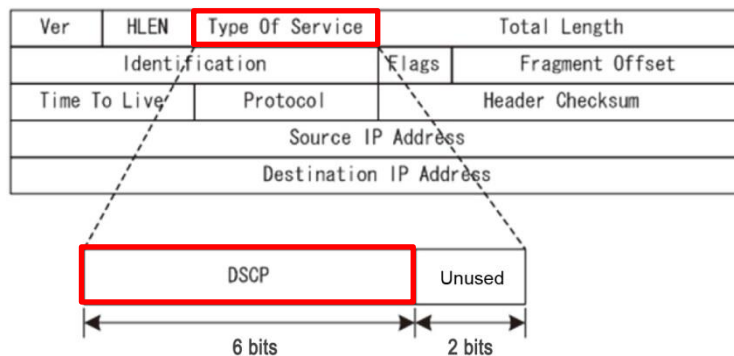 Ver HLEN Type Of Service Total Length
Identification Flags Fragment Offset
Time To Live Protocol Header Checksum
Source IP Address
Destination IP Address
DSCP Unused
6 bits 2 bits